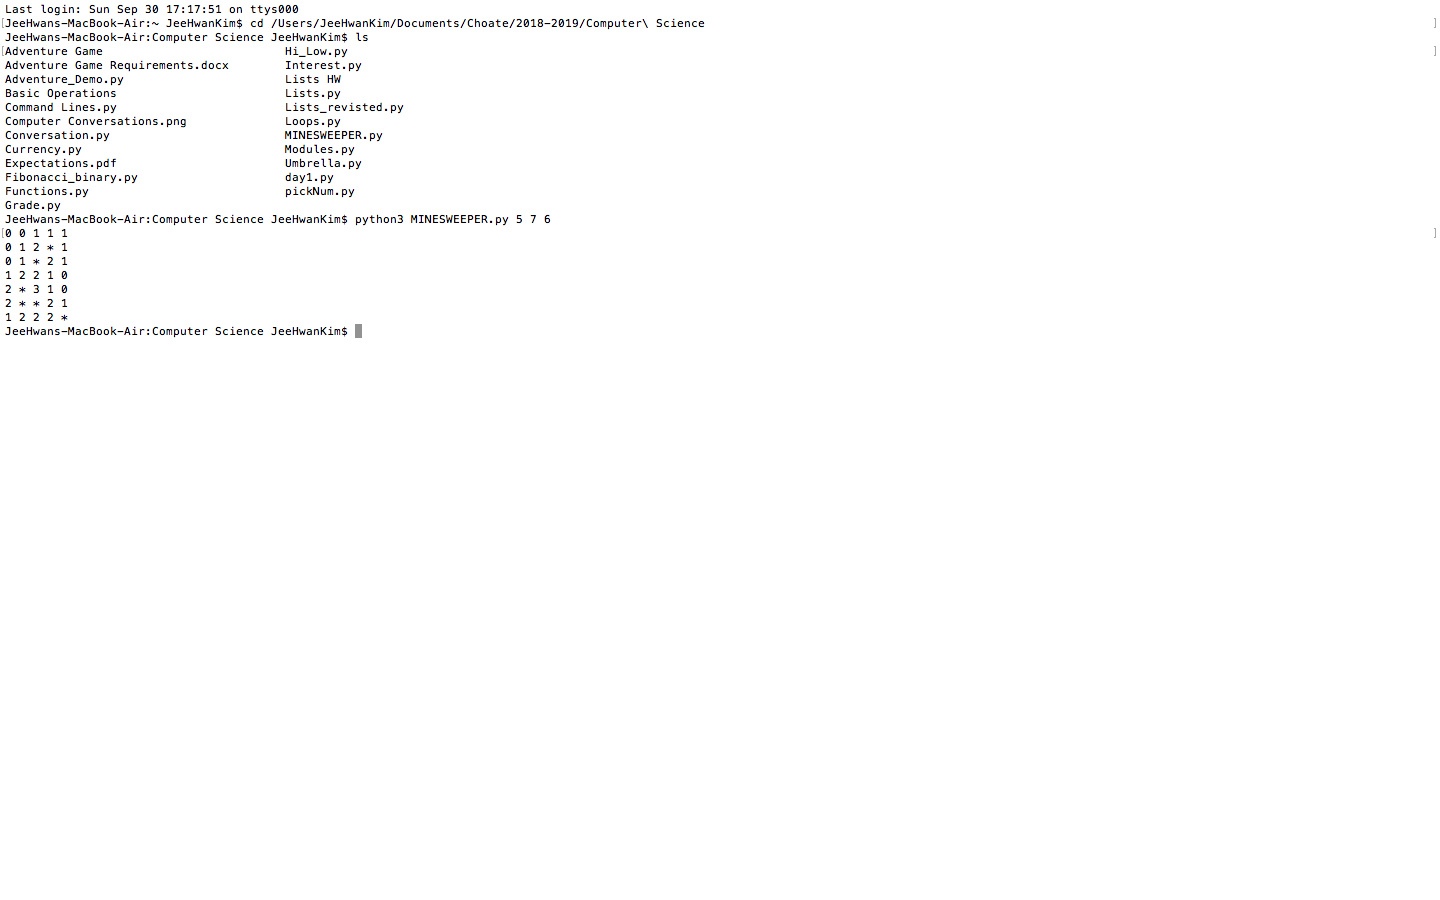 Last login: Sun Sep 30 17:17:51 on ttys000
[JeeHwans-MacBook-Air:~ JeeHwanKim$ cd /Users/JeeHwanKim/Documents/Choate/2018-2019/Computer\ Science ]
JeeHwans-MacBook-Air:Computer Science JeeHwanKim$ ls
[Adventure Game Hi_Low.py ]
Adventure Game Requirements.docx Interest.py
Adventure_Demo.py Lists HW
Basic Operations Lists.py
Command Lines.py Lists_revisted.py
Computer Conversations.png Loops.py
Conversation.py MINESWEEPER.py
Currency.py Modules.py
Expectations.pdf Umbrella.py
Fibonacci_binary.py day1.py
Functions.py pickNum.py
Grade.py
JeeHwans-MacBook-Air:Computer Science JeeHwanKim$ python3 MINESWEEPER.py 5 7 6
[0 0 1 1 1 ]
0 1 2 * 1
0 1 * 2 1
1 2 2 1 0
2 * 3 1 0
2 * * 2 1
1 2 2 2 *
JeeHwans-MacBook-Air:Computer Science JeeHwanKim$